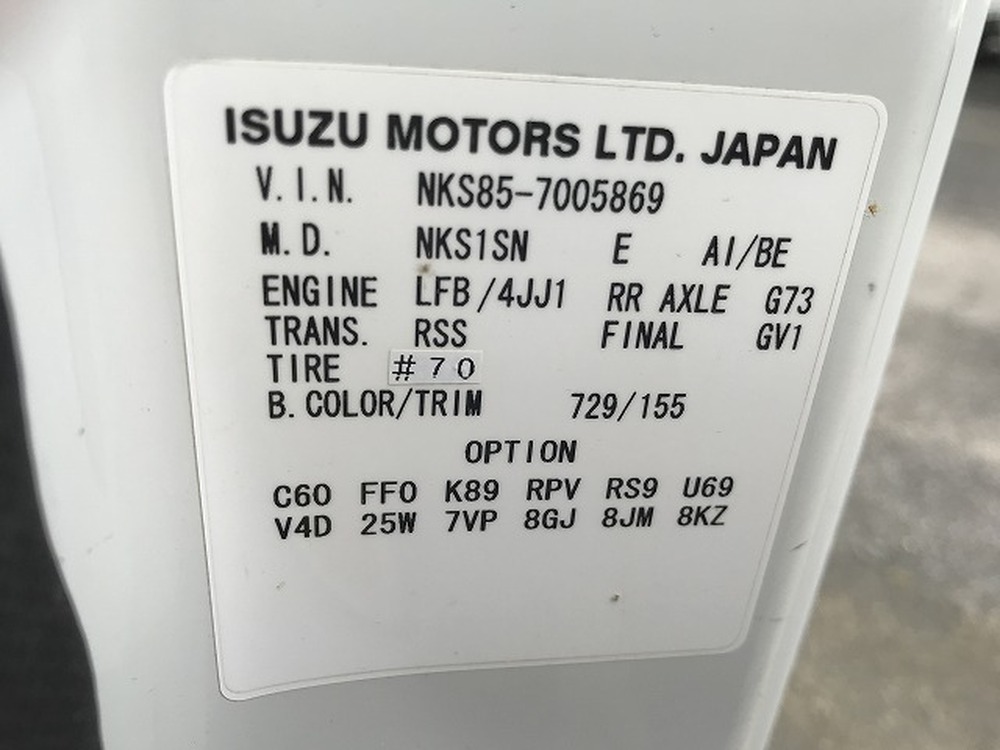 ISUZU MOTORS LTD. JAPAN
V.I.N. NKS85-7005869
M.D. NKS1SN E AI/BE
ENGINE LFB/4JJ1 RR AXLE G73
TRANS. RSS FINAL GV1
TIRE #70
B.COLOR/TRIM 729/155
OPTION
C60 FF0 K89 RPV RS9 U69
V4D 25W 7VP 8GJ 8JM 8KZ